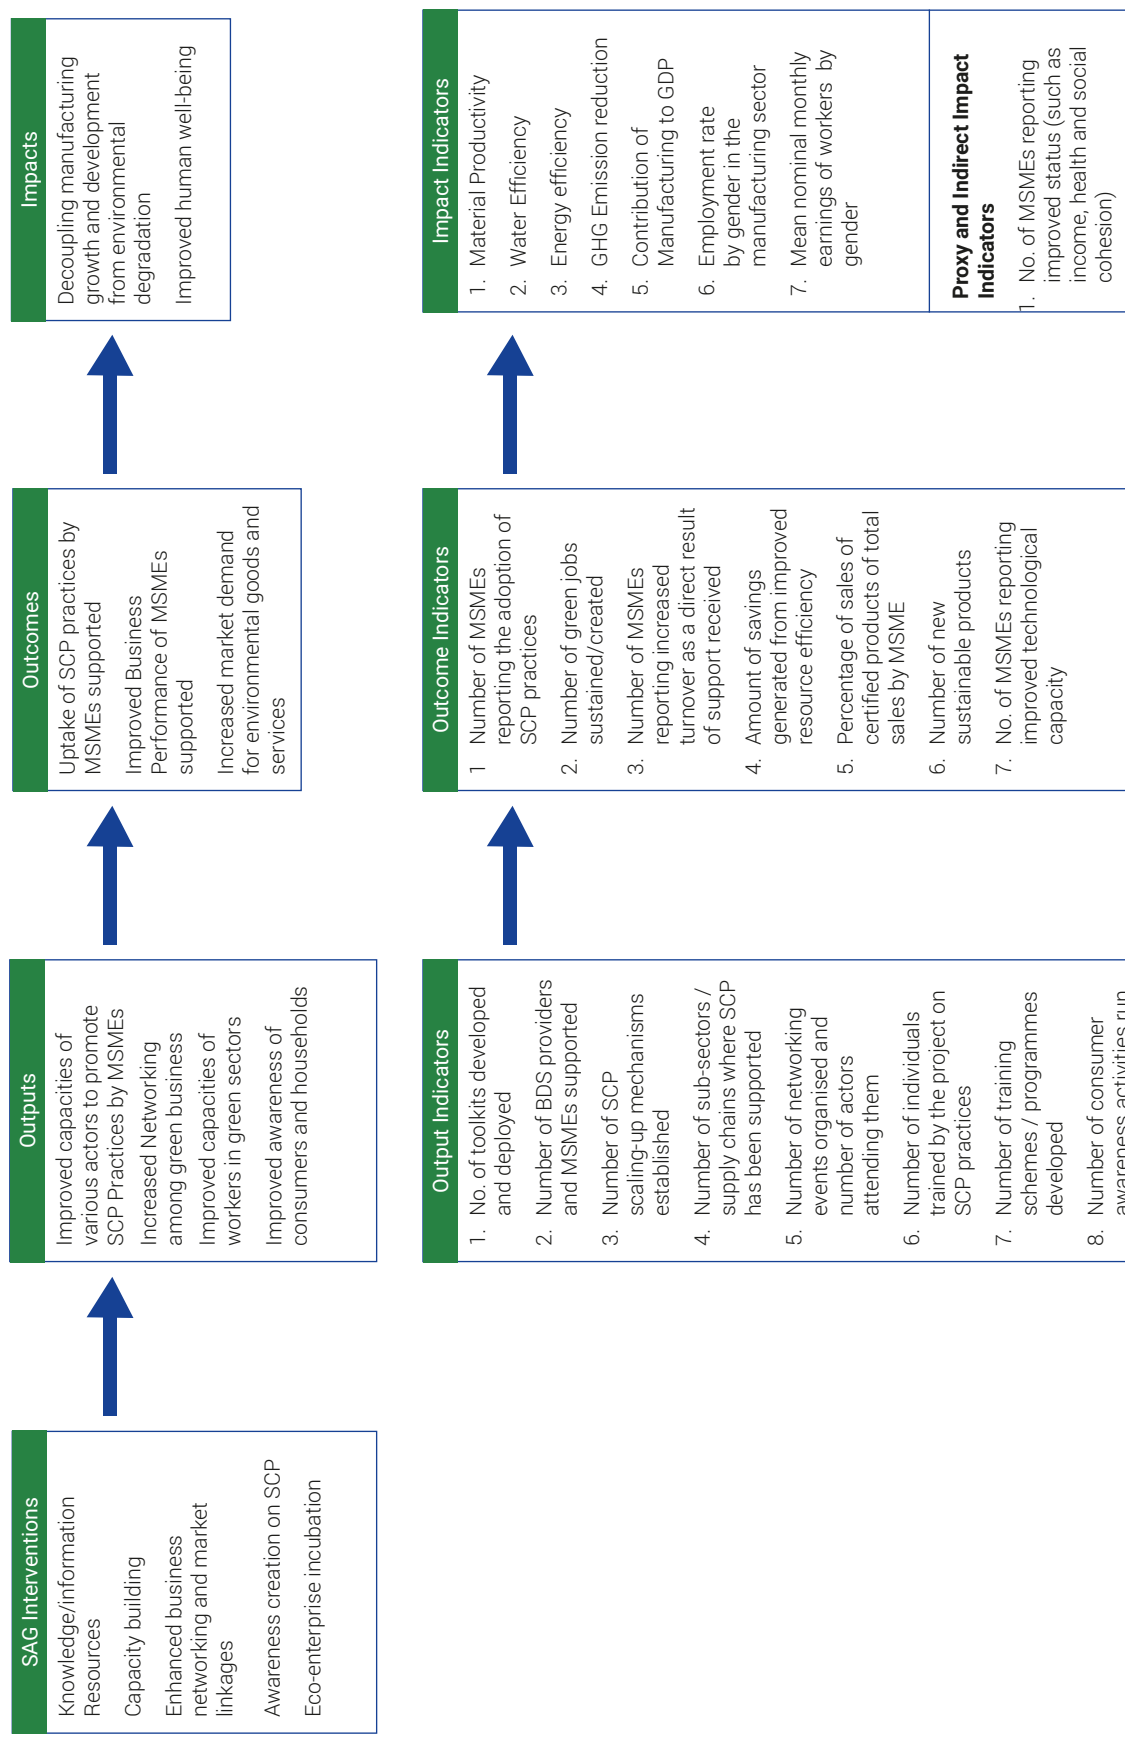 SAG Interventions
Knowledge/information
Resources
Capacity building
Enhanced business
networking and market
linkages
Awareness creation on SCP
Eco-enterprise incubation
Outputs
Improved capacities of
various actors to promote
SCP Practices by MSMEs
Increased Networking
among green business
Improved capacities of
workers in green sectors
Improved awareness of
consumers and households
Outcomes
Uptake of SCP practices by
MSMEs supported
Improved Business
Performance of MSMEs
supported
Increased market demand
for environmental goods and
services
Impacts
Decoupling manufacturing
growth and development
from environmental
degradation
Improved human well-being
Output Indicators
1. No. of toolkits developed
and deployed
2. Number of BDS providers
and MSMEs supported
3. Number of SCP
scaling-up mechanisms
established
4. Number of sub-sectors /
supply chains where SCP
has been supported
5. Number of networking
events organised and
number of actors
attending them
6. Number of individuals
trained by the project on
SCP practices
7. Number of training
schemes / programmes
developed
8. Number of consumer
awareness activities run
Outcome Indicators
1 Number of MSMEs
reporting the adoption of
SCP practices
2. Number of green jobs
sustained/created
3. Number of MSMEs
reporting increased
turnover as a direct result
of support received
4. Amount of savings
generated from improved
resource efficiency
5. Percentage of sales of
certified products of total
sales by MSME
6. Number of new
sustainable products
7. No. of MSMEs reporting
improved technological
capacity
Impact Indicators
1. Material Productivity
2. Water Efficiency
3. Energy efficiency
4. GHG Emission reduction
5. Contribution of
Manufacturing to GDP
6. Employment rate
by gender in the
manufacturing sector
7. Mean nominal monthly
earnings of workers by
gender
Proxy and Indirect Impact
Indicators
1. No. of MSMEs reporting
improved status (such as
income, health and social
cohesion)